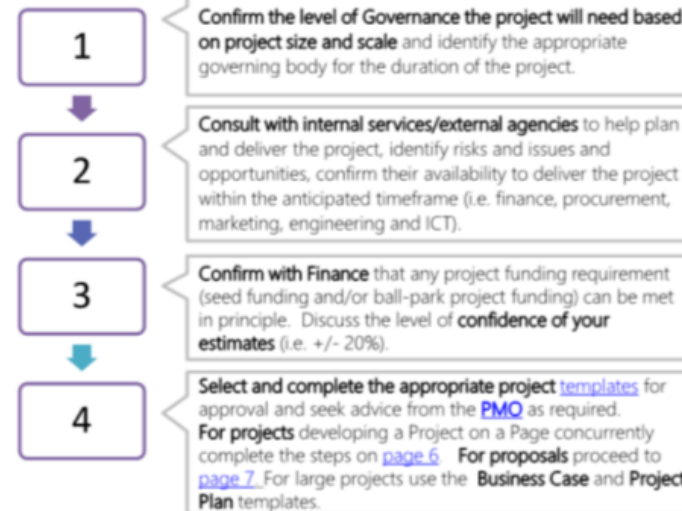 1
Confirm the level of Governance the project will need based
on project size and scale and identify the appropriate
governing body for the duration of the project.
2
Consult with internal services/external agencies to help plan
and deliver the project, identify risks and issues and
opportunities, confirm their availability to deliver the project
within the anticipated timeframe (i.e. finance, procurement,
marketing, engineering and ICT).
3
Confirm with Finance that any project funding requirement
(seed funding and/or ball-park project funding) can be met
in principle. Discuss the level of confidence of your
estimates (i.e. +/- 20%).
4
Select and complete the appropriate project templates for
approval and seek advice from the PMO as required.
For projects developing a Project on a Page concurrently
complete the steps on page 6. For proposals proceed to
page 7. For large projects use the Business Case and Project
Plan templates.